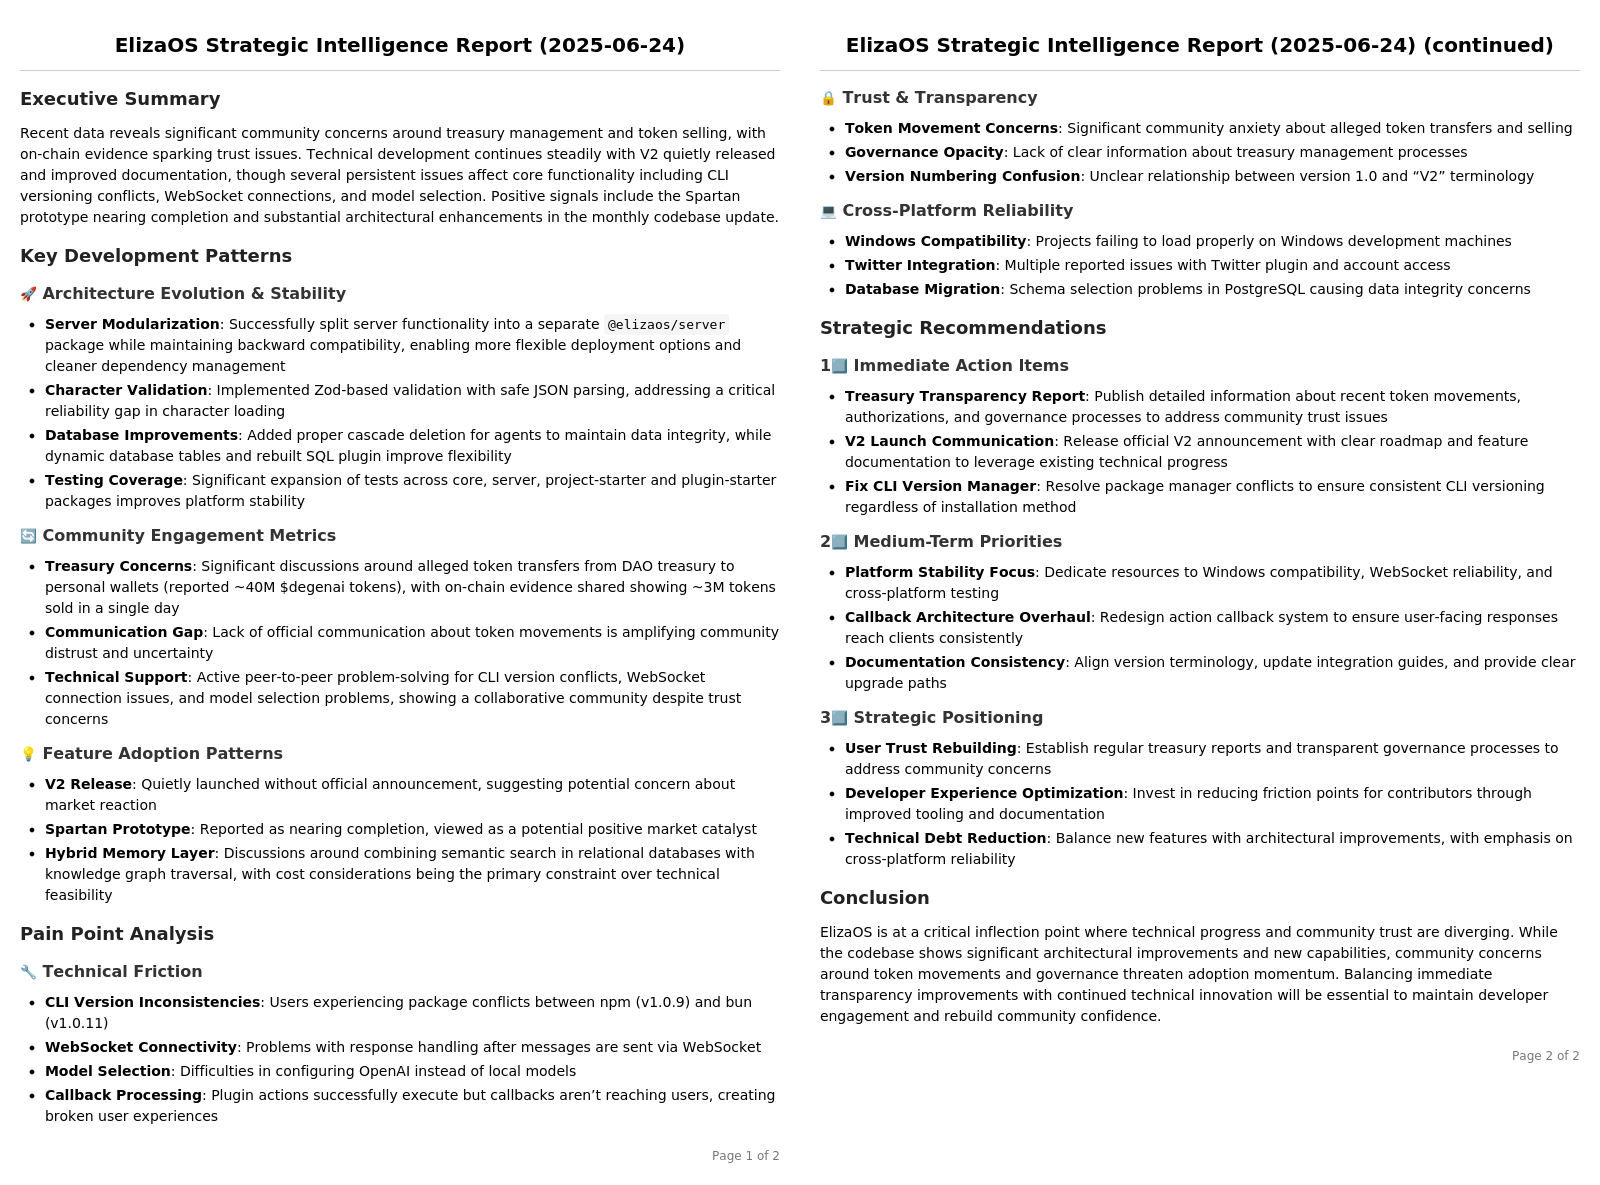 ElizaOS Strategic Intelligence Report (2025-06-24)
Executive Summary
Recent data reveals significant community concerns around treasury management and token selling, with
on-chain evidence sparking trust issues. Technical development continues steadily with V2 quietly released
and improved documentation, though several persistent issues affect core functionality including CLI
versioning conflicts, WebSocket connections, and model selection. Positive signals include the Spartan
prototype nearing completion and substantial architectural enhancements in the monthly codebase update.
Key Development Patterns
🚀 Architecture Evolution & Stability
• Server Modularization: Successfully split server functionality into a separate @elizaos/server
package while maintaining backward compatibility, enabling more flexible deployment options and
cleaner dependency management
• Character Validation: Implemented Zod-based validation with safe JSON parsing, addressing a critical
reliability gap in character loading
• Database Improvements: Added proper cascade deletion for agents to maintain data integrity, while
dynamic database tables and rebuilt SQL plugin improve flexibility
• Testing Coverage: Significant expansion of tests across core, server, project-starter and plugin-starter
packages improves platform stability
🔄 Community Engagement Metrics
• Treasury Concerns: Significant discussions around alleged token transfers from DAO treasury to
personal wallets (reported ~40M $degenai tokens), with on-chain evidence shared showing ~3M tokens
sold in a single day
• Communication Gap: Lack of official communication about token movements is amplifying community
distrust and uncertainty
• Technical Support: Active peer-to-peer problem-solving for CLI version conflicts, WebSocket
connection issues, and model selection problems, showing a collaborative community despite trust
concerns
💡 Feature Adoption Patterns
• V2 Release: Quietly launched without official announcement, suggesting potential concern about
market reaction
• Spartan Prototype: Reported as nearing completion, viewed as a potential positive market catalyst
• Hybrid Memory Layer: Discussions around combining semantic search in relational databases with
knowledge graph traversal, with cost considerations being the primary constraint over technical
feasibility
Pain Point Analysis
🔧 Technical Friction
• CLI Version Inconsistencies: Users experiencing package conflicts between npm (v1.0.9) and bun
(v1.0.11)
• WebSocket Connectivity: Problems with response handling after messages are sent via WebSocket
• Model Selection: Difficulties in configuring OpenAI instead of local models
• Callback Processing: Plugin actions successfully execute but callbacks aren’t reaching users, creating
broken user experiences
Page 1 of 2
ElizaOS Strategic Intelligence Report (2025-06-24) (continued)
🔒 Trust & Transparency
• Token Movement Concerns: Significant community anxiety about alleged token transfers and selling
• Governance Opacity: Lack of clear information about treasury management processes
• Version Numbering Confusion: Unclear relationship between version 1.0 and “V2” terminology
💻 Cross-Platform Reliability
• Windows Compatibility: Projects failing to load properly on Windows development machines
• Twitter Integration: Multiple reported issues with Twitter plugin and account access
• Database Migration: Schema selection problems in PostgreSQL causing data integrity concerns
Strategic Recommendations
1 Immediate Action Items
• Treasury Transparency Report: Publish detailed information about recent token movements,
authorizations, and governance processes to address community trust issues
• V2 Launch Communication: Release official V2 announcement with clear roadmap and feature
documentation to leverage existing technical progress
• Fix CLI Version Manager: Resolve package manager conflicts to ensure consistent CLI versioning
regardless of installation method
2 Medium-Term Priorities
• Platform Stability Focus: Dedicate resources to Windows compatibility, WebSocket reliability, and
cross-platform testing
• Callback Architecture Overhaul: Redesign action callback system to ensure user-facing responses
reach clients consistently
• Documentation Consistency: Align version terminology, update integration guides, and provide clear
upgrade paths
3 Strategic Positioning
• User Trust Rebuilding: Establish regular treasury reports and transparent governance processes to
address community concerns
• Developer Experience Optimization: Invest in reducing friction points for contributors through
improved tooling and documentation
• Technical Debt Reduction: Balance new features with architectural improvements, with emphasis on
cross-platform reliability
Conclusion
ElizaOS is at a critical inflection point where technical progress and community trust are diverging. While
the codebase shows significant architectural improvements and new capabilities, community concerns
around token movements and governance threaten adoption momentum. Balancing immediate
transparency improvements with continued technical innovation will be essential to maintain developer
engagement and rebuild community confidence.
Page 2 of 2